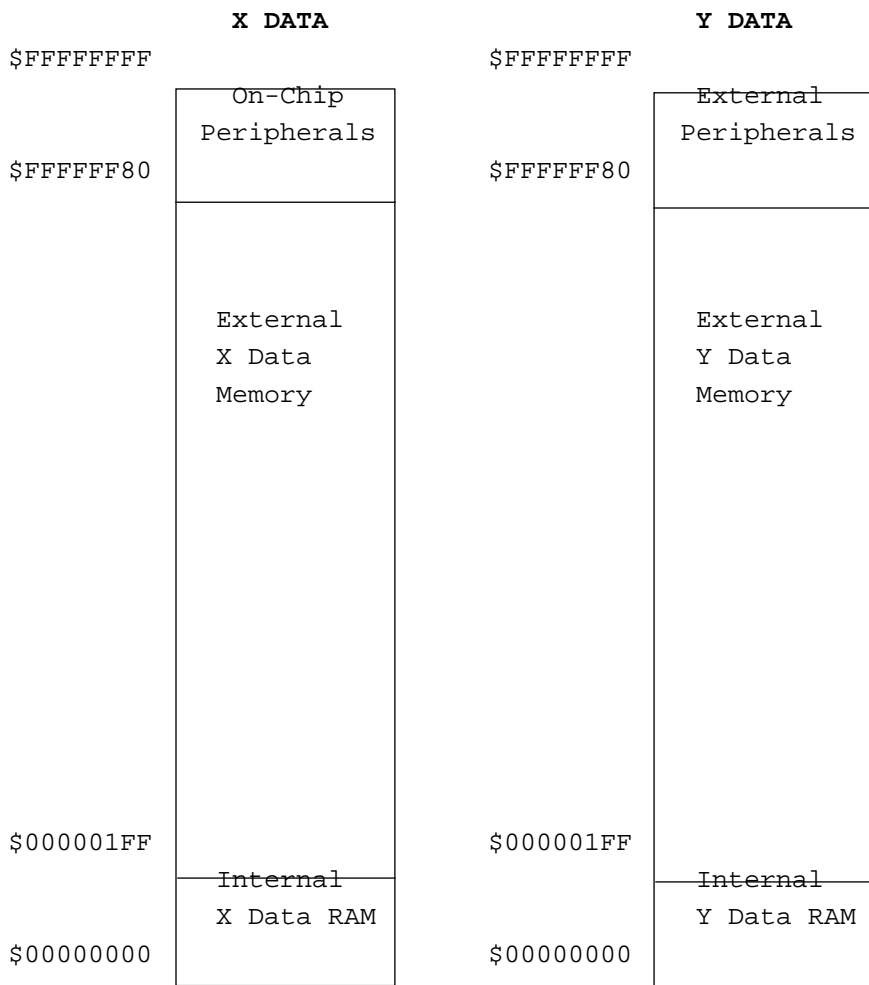 X DATA Y DATA
$FFFFFFFF $FFFFFFFF
On-Chip External
Peripherals Peripherals
$FFFFFF80 $FFFFFF80
External External
X Data Y Data
Memory Memory
$000001FF $000001FF
Internal Internal
X Data RAM Y Data RAM
$00000000 $00000000